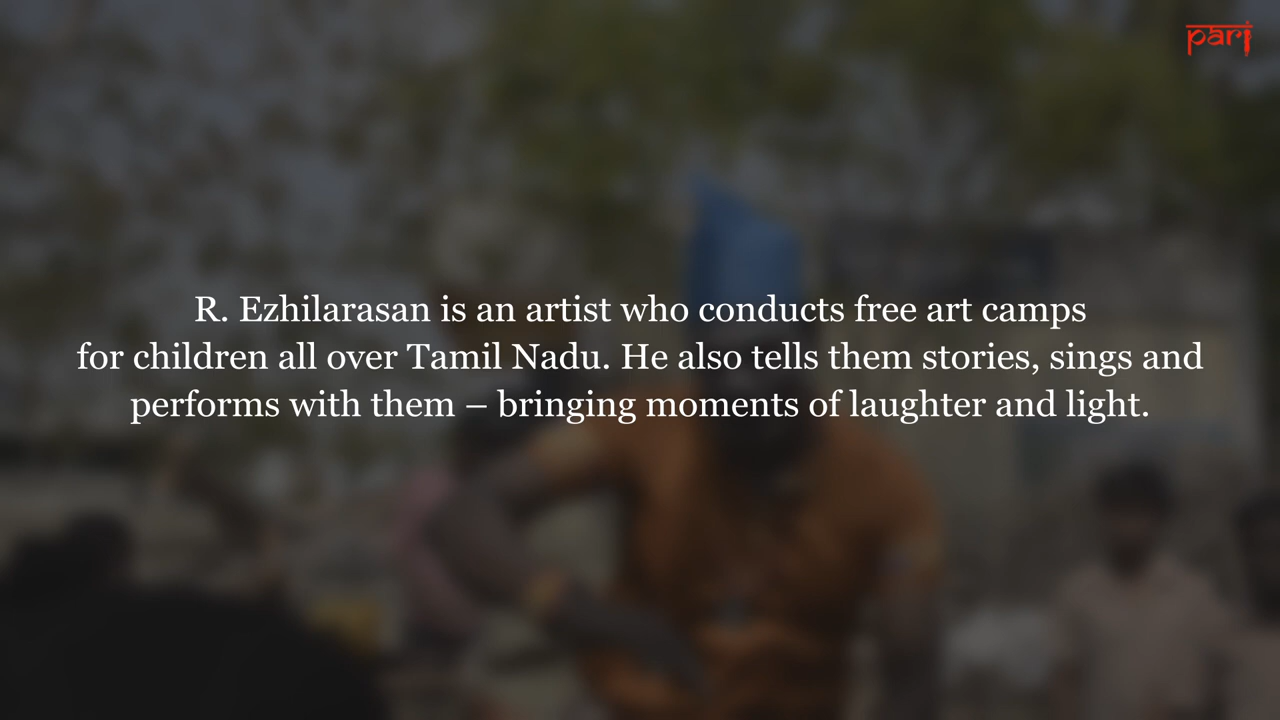 pari
R. Ezhilarasan is an artist who conducts free art camps
for children all over Tamil Nadu. He also tells them stories, sings and
performs with them – bringing moments of laughter and light.